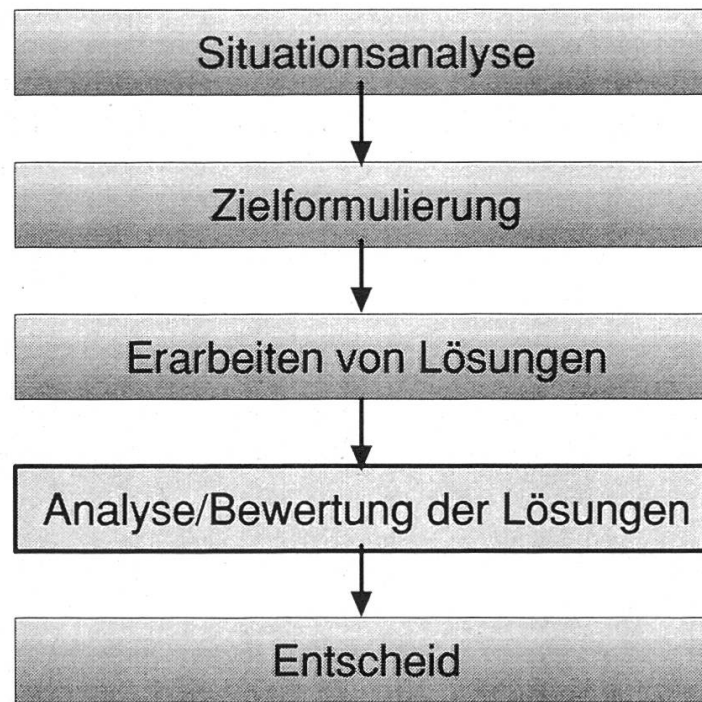 Situationsanalyse
Zielformulierung
Erarbeiten von Lösungen
Analyse/Bewertung der Lösungen
Entscheid